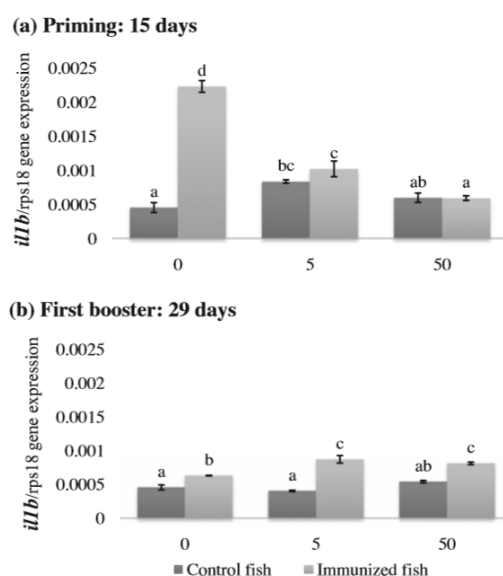 (a) Priming: 15 days
il1b/rps18 gene expression
0.0025
0.002
0.0015
0.001
0.0005
0
a
d
bc
c
ab
a
0 5 50
(b) First booster: 29 days
il1b/rps18 gene expression
0.0025
0.002
0.0015
0.001
0.0005
0
a
b
a
c
ab
c
0 5 50
Control fish Immunized fish